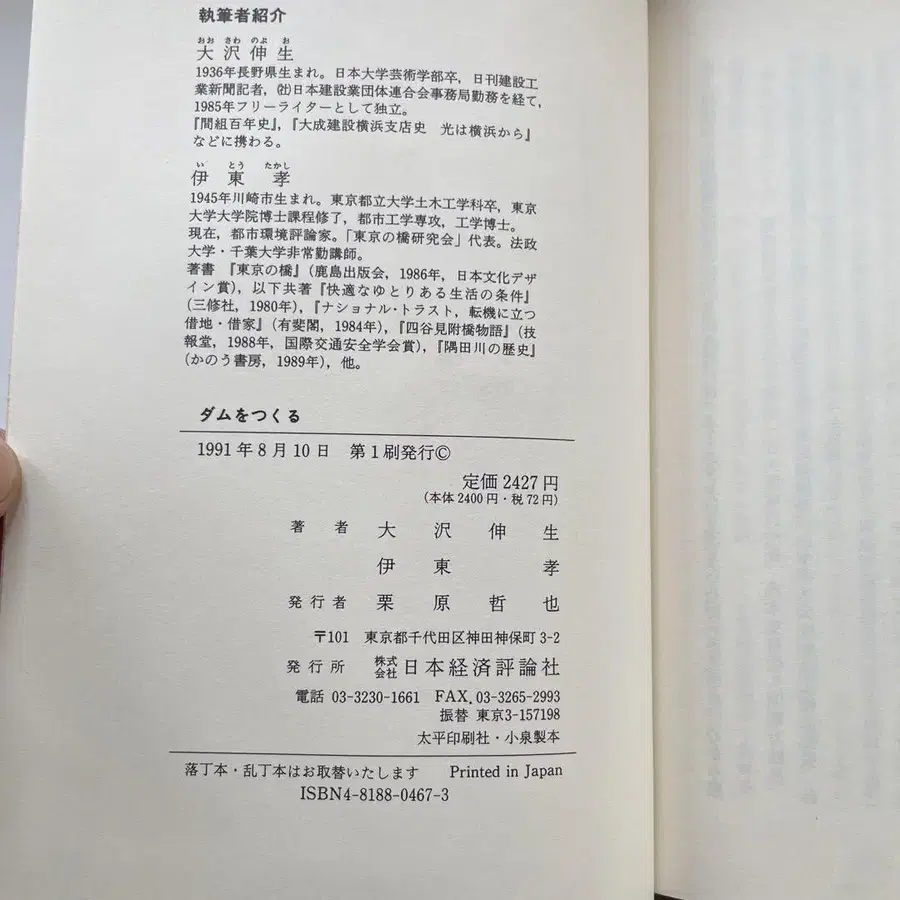 執筆者紹介
おお さわ のぶ お
大沢伸生
1936年長野県生まれ。日本大学芸術学部卒，日刊建設工
業新聞記者，㈳日本建設業団体連合会事務局勤務を経て，
1985年フリーライターとして独立。
『間組百年史』，『大成建設横浜支店史　光は横浜から』
などに携わる。
い とう たかし
伊東孝
1945年川崎市生まれ。東京都立大学土木工学科卒，東京
大学大学院博士課程修了，都市工学専攻，工学博士。
現在，都市環境評論家。「東京の橋研究会」代表。法政
大学・千葉大学非常勤講師。
著書　『東京の橋』（鹿島出版会，1986年，日本文化デザ
イン賞），以下共著『快適なゆとりある生活の条件』
（三修社，1980年），『ナショナル・トラスト，転機に立つ
借地・借家』（有斐閣，1984年），『四谷見附橋物語』（技
報堂，1988年，国際交通安全学会賞），『隅田川の歴史』
（かのう書房，1989年），他。
ダムをつくる
1991年8月10日　第1刷発行©
定価 2427円
（本体2400円・税72円）
著者　大沢伸生
伊東孝
発行者　栗原哲也
〒101　東京都千代田区神田神保町3-2
発行所　株式会社日本経済評論社
電話 03-3230-1661　FAX. 03-3265-2993
振替 東京3-157198
太平印刷社・小泉製本
落丁本・乱丁本はお取替いたします　Printed in Japan
ISBN4-8188-0467-3